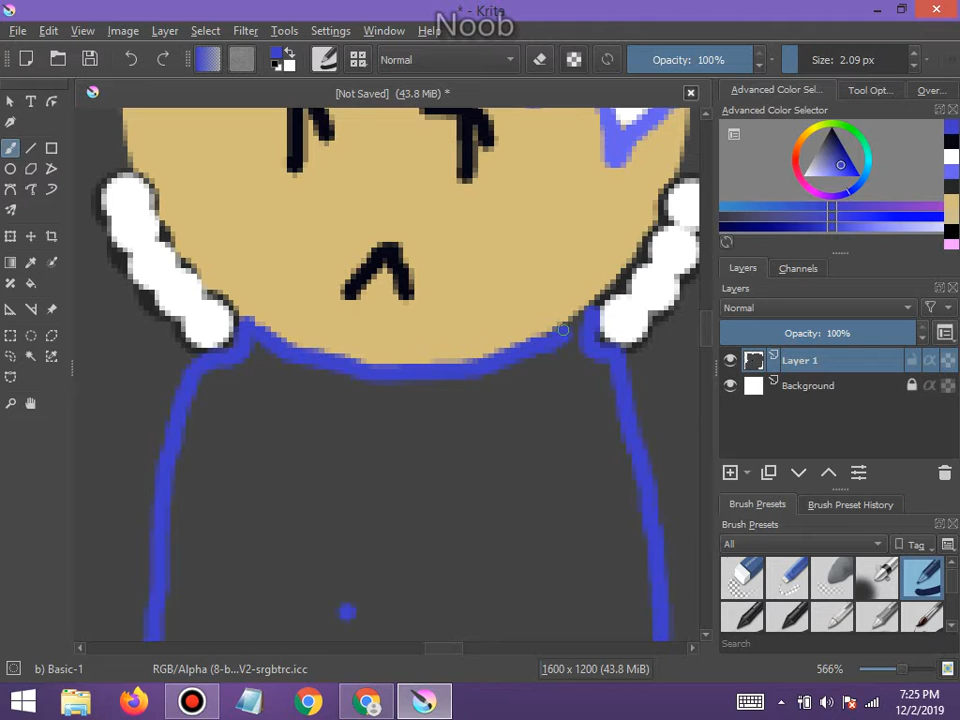 * - Krita
Noob
File Edit View Image Layer Select Filter Tools Settings Window Help
Normal
Opacity: 100%
Size: 2.09 px
[Not Saved] (43.8 MiB) *
Advanced Color Sel... Tool Opt... Over...
Advanced Color Selector
Layers Channels
Layers
Normal
Opacity: 100%
Layer 1
Background
Brush Presets Brush Preset History
Brush Presets
All
Tag
Search
b) Basic-1
RGB/Alpha (8-b...V2-srgbtrc.icc
1600 x 1200 (43.8 MiB)
566%
7:25 PM
12/2/2019